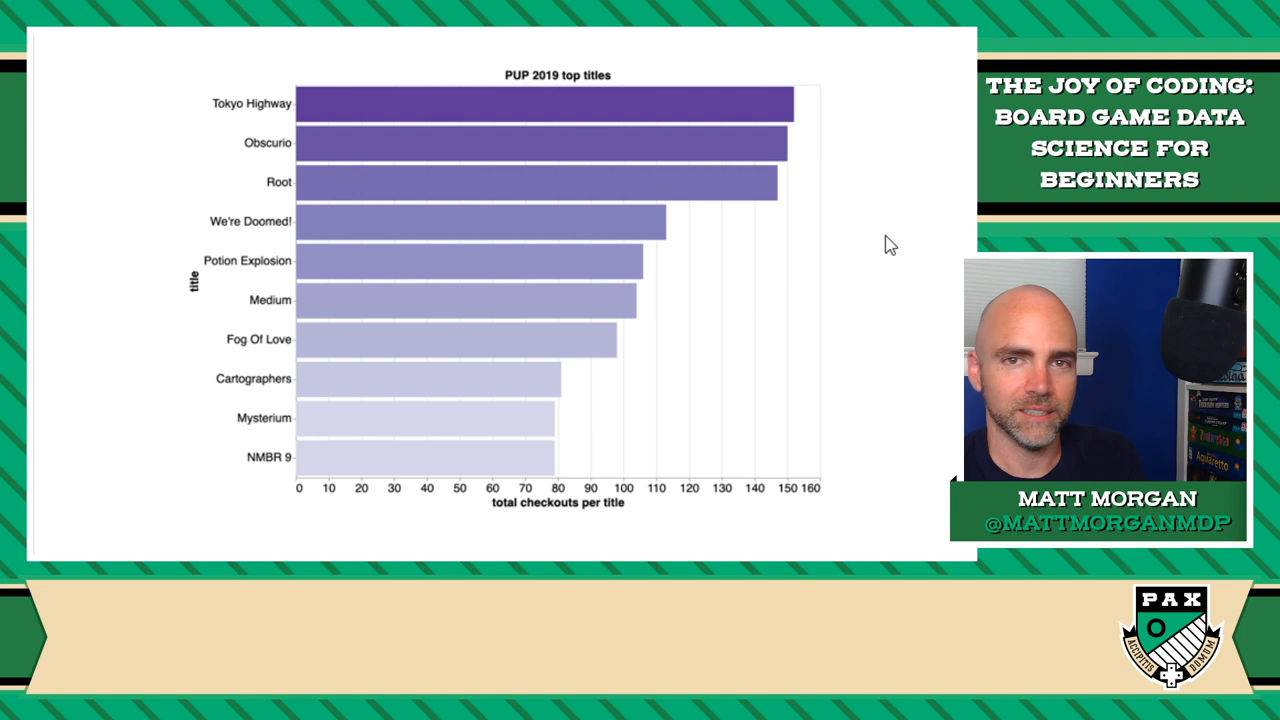 PUP 2019 top titles
Tokyo Highway
Obscurio
Root
We're Doomed!
Potion Explosion
Medium
Fog Of Love
Cartographers
Mysterium
NMBR 9
title
0 10 20 30 40 50 60 70 80 90 100 110 120 130 140 150 160
total checkouts per title
THE JOY OF CODING:
BOARD GAME DATA
SCIENCE FOR
BEGINNERS
Aquaretto
MATT MORGAN
@MATTMORGANMDP
PAX
ACCIPITIS DOMUM